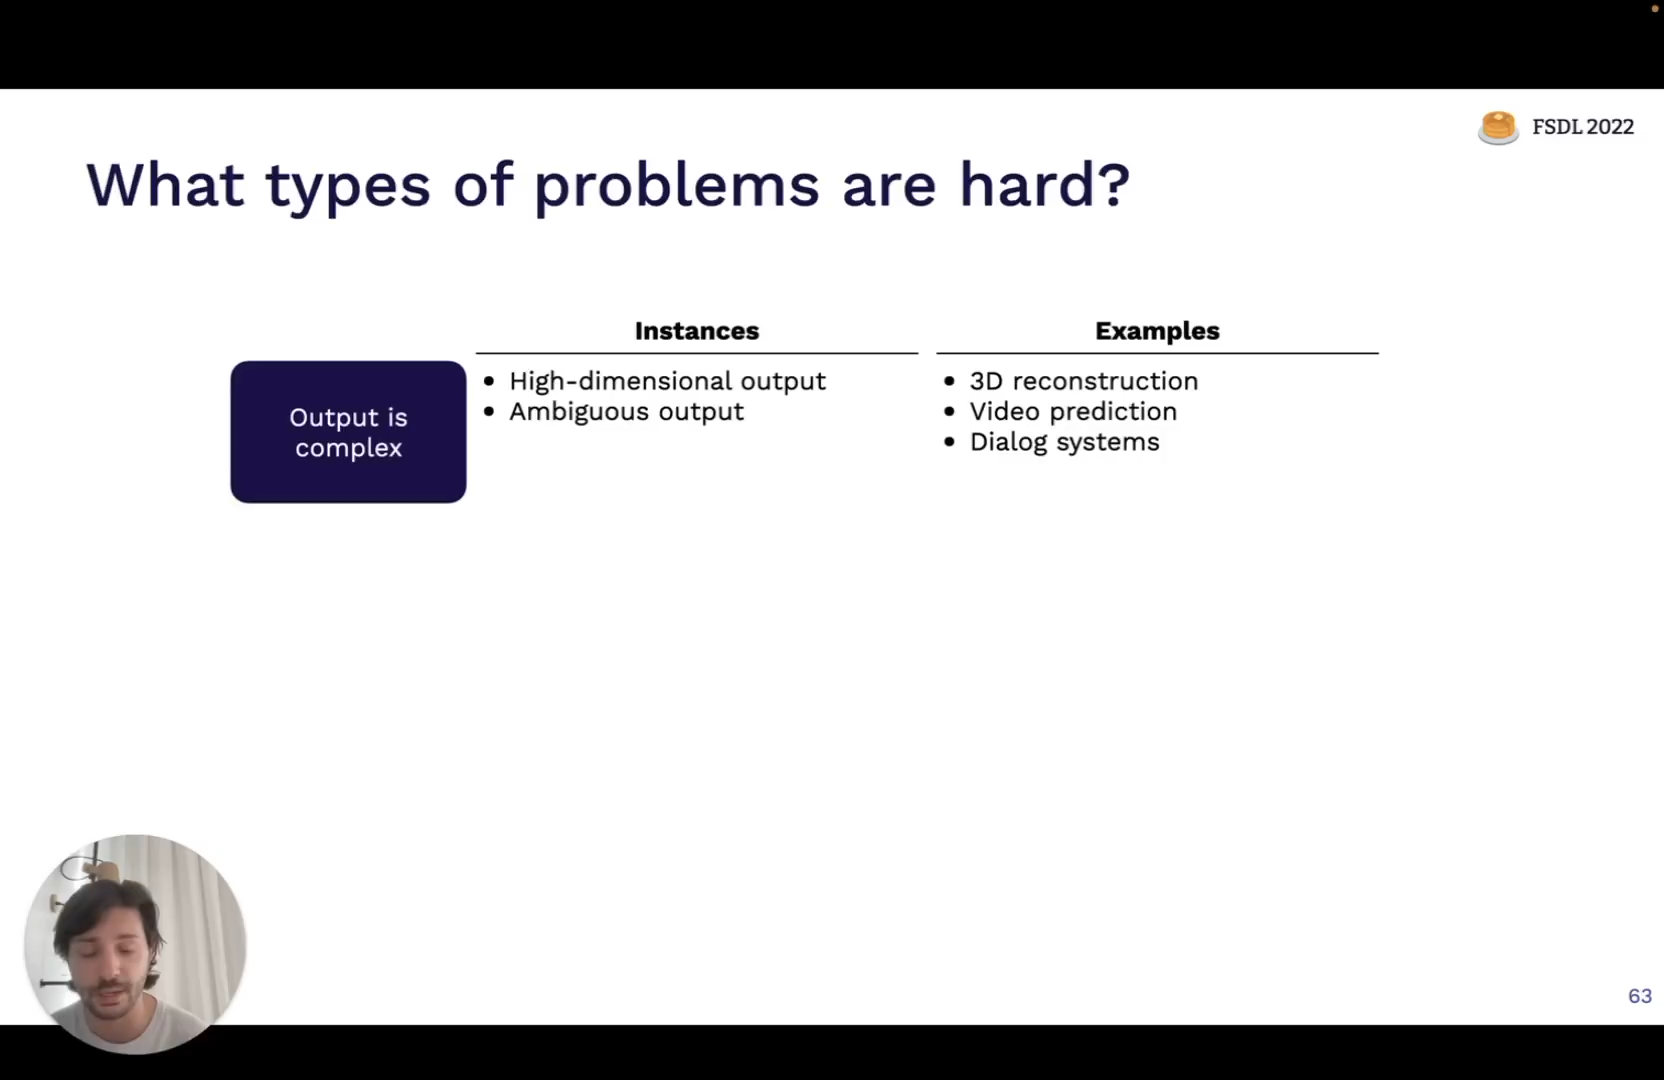 FSDL 2022
What types of problems are hard?
Instances
Examples
Output is
complex
• High-dimensional output
• Ambiguous output
• 3D reconstruction
• Video prediction
• Dialog systems
63